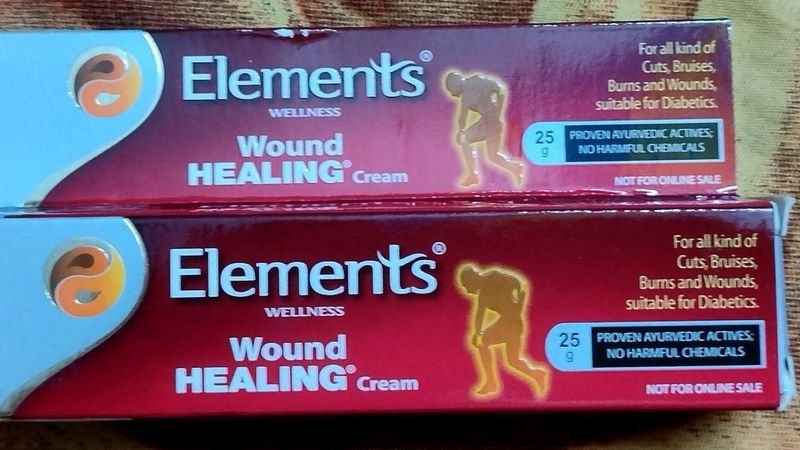 Elements®
WELLNESS
Wound
HEALING® Cream
For all kind of
Cuts, Bruises,
Burns and Wounds,
suitable for Diabetics.
25
g
PROVEN AYURVEDIC ACTIVES;
NO HARMFUL CHEMICALS
NOT FOR ONLINE SALE
Elements®
WELLNESS
Wound
HEALING® Cream
For all kind of
Cuts, Bruises,
Burns and Wounds,
suitable for Diabetics.
25
g
PROVEN AYURVEDIC ACTIVES;
NO HARMFUL CHEMICALS
NOT FOR ONLINE SALE